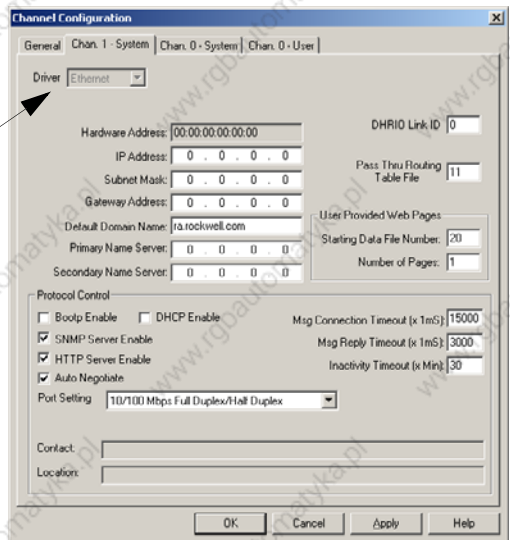 Channel Configuration
General Chan. 1 - System Chan. 0 - System Chan. 0 - User
Driver Ethernet
Hardware Address: 00:00:00:00:00:00
DHRIO Link ID 0
IP Address: 0 . 0 . 0 . 0
Subnet Mask: 0 . 0 . 0 . 0
Pass Thru Routing Table File 11
Gateway Address: 0 . 0 . 0 . 0
Default Domain Name: ra.rockwell.com
Primary Name Server: 0 . 0 . 0 . 0
Secondary Name Server: 0 . 0 . 0 . 0
User Provided Web Pages
Starting Data File Number: 20
Number of Pages: 1
Protocol Control
Bootp Enable DHCP Enable
SNMP Server Enable
HTTP Server Enable
Auto Negotiate
Msg Connection Timeout (x 1mS): 15000
Msg Reply Timeout (x 1mS): 3000
Inactivity Timeout (x Min): 30
Port Setting 10/100 Mbps Full Duplex/Half Duplex
Contact:
Location:
OK Cancel Apply Help
www.rgbautomatyka.pl